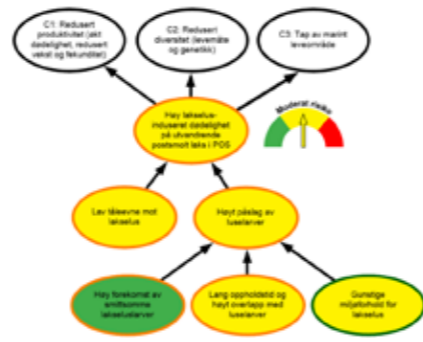 C1: Redusert
produktivitet (økt
dødelighet, redusert
vekst og fekunditet)
C2: Redusert
diversitet (levemåte
og genetikk)
C3: Tap av marint
leveområde
Høy lakselus-
indusert dødelighet
på utvandrende
postsmolt laks i PO5
Moderat risiko
Lav tåleevne mot
lakselus
Høyt påslag av
luselarver
Høy forekomst av
smittsomme
lakseluslarver
Lang oppholdstid og
høyt overlapp med
luselarver
Gunstige
miljøforhold for
lakselus